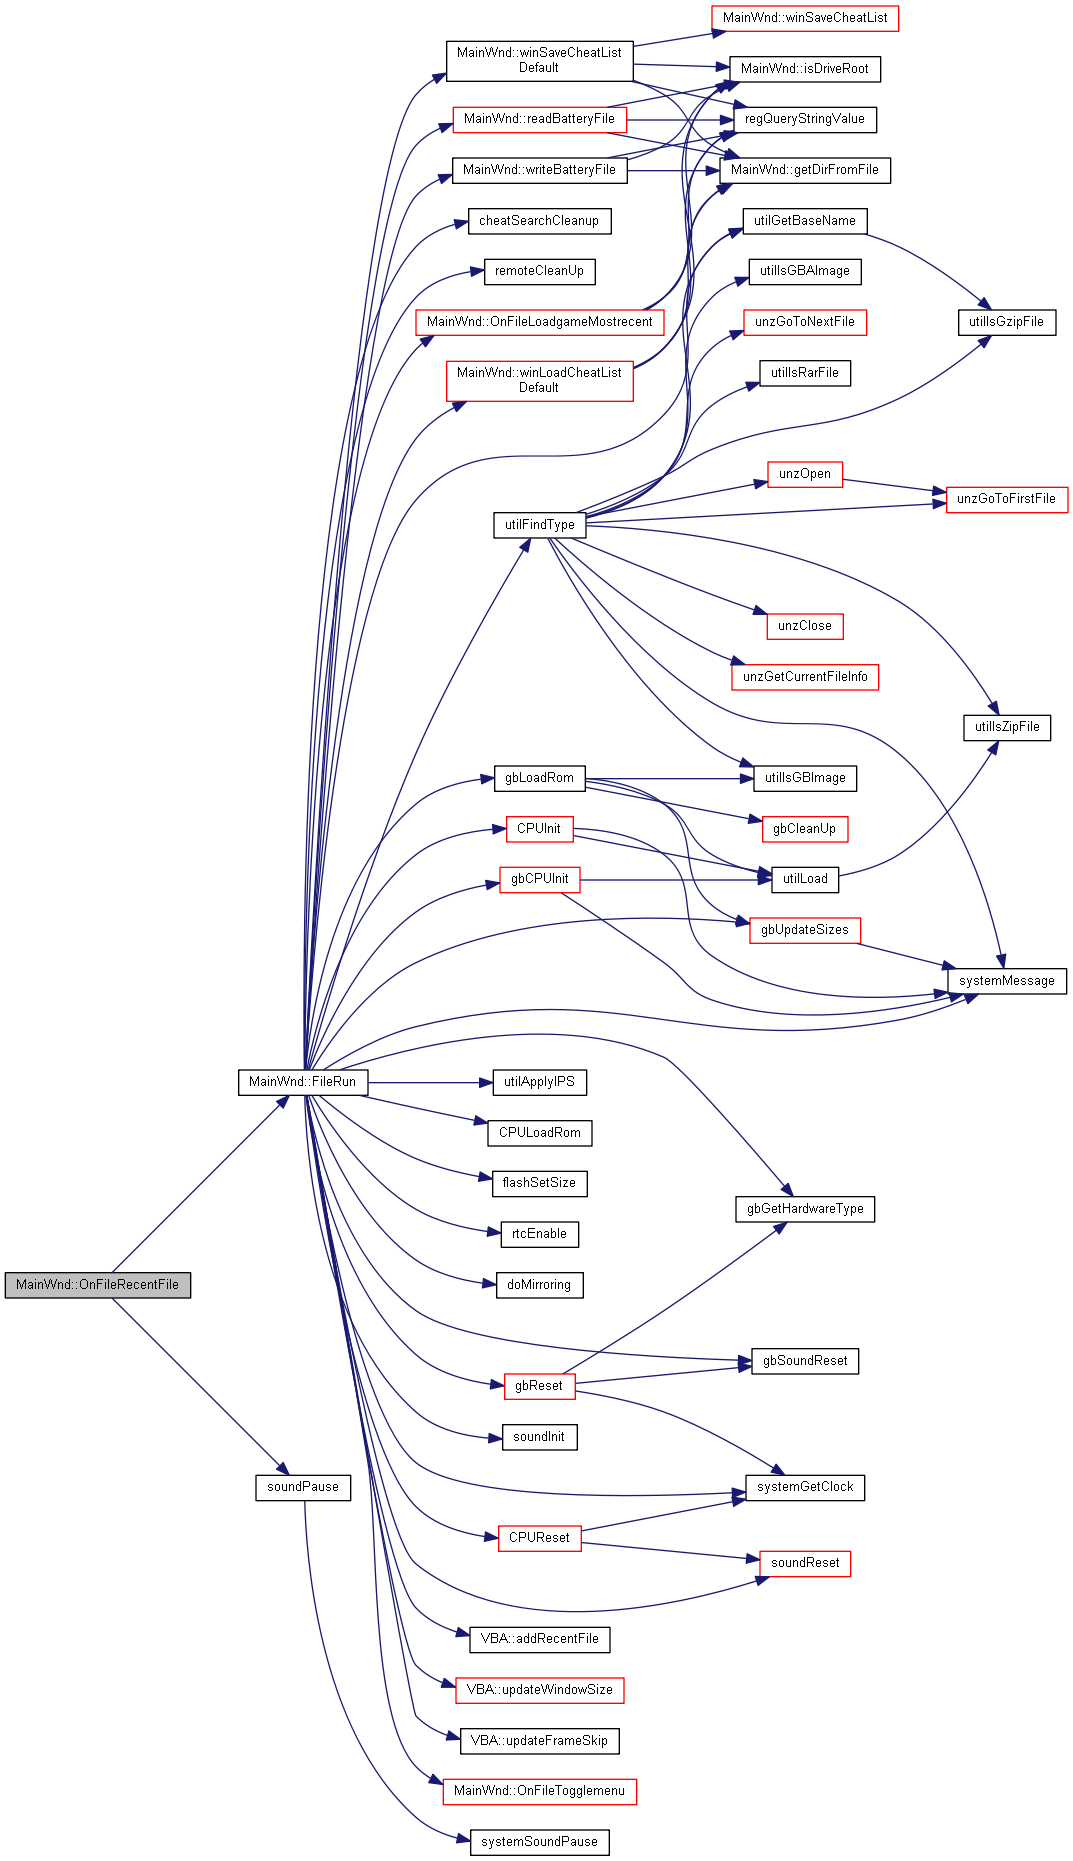 MainWnd::winSaveCheatList
MainWnd::winSaveCheatList
Default
MainWnd::isDriveRoot
MainWnd::readBatteryFile
regQueryStringValue
MainWnd::writeBatteryFile
MainWnd::getDirFromFile
cheatSearchCleanup
utilGetBaseName
remoteCleanUp
utilIsGBAImage
MainWnd::OnFileLoadgameMostrecent
unzGoToNextFile
utilIsGzipFile
MainWnd::winLoadCheatList
Default
utilIsRarFile
unzOpen
unzGoToFirstFile
utilFindType
unzClose
unzGetCurrentFileInfo
utilIsZipFile
gbLoadRom
utilIsGBImage
CPUInit
gbCleanUp
gbCPUInit
utilLoad
gbUpdateSizes
systemMessage
MainWnd::FileRun
utilApplyIPS
CPULoadRom
flashSetSize
gbGetHardwareType
rtcEnable
MainWnd::OnFileRecentFile
doMirroring
gbSoundReset
gbReset
soundInit
soundPause
systemGetClock
CPUReset
soundReset
VBA::addRecentFile
VBA::updateWindowSize
VBA::updateFrameSkip
MainWnd::OnFileTogglemenu
systemSoundPause